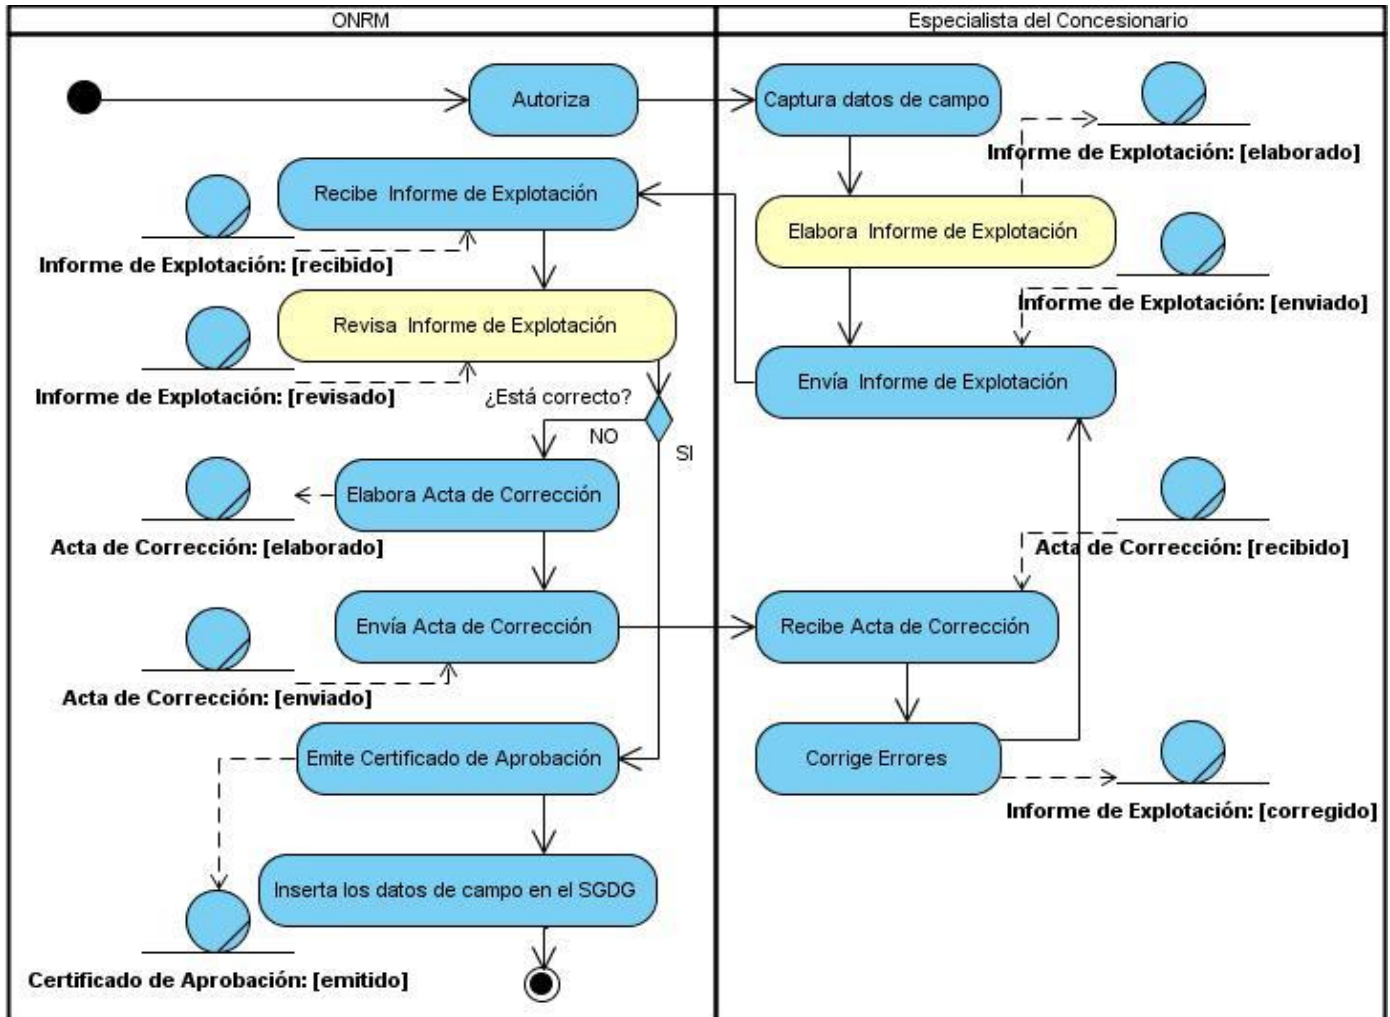 ONRM
Especialista del Concesionario
Autoriza
Captura datos de campo
Informe de Explotación: [elaborado]
Recibe Informe de Explotación
Elabora Informe de Explotación
Informe de Explotación: [recibido]
Informe de Explotación: [enviado]
Revisa Informe de Explotación
Envía Informe de Explotación
Informe de Explotación: [revisado]
¿Está correcto?
NO
SI
Elabora Acta de Corrección
Acta de Corrección: [elaborado]
Acta de Corrección: [recibido]
Envía Acta de Corrección
Recibe Acta de Corrección
Acta de Corrección: [enviado]
Emite Certificado de Aprobación
Corrige Errores
Informe de Explotación: [corregido]
Inserta los datos de campo en el SGDG
Certificado de Aprobación: [emitido]